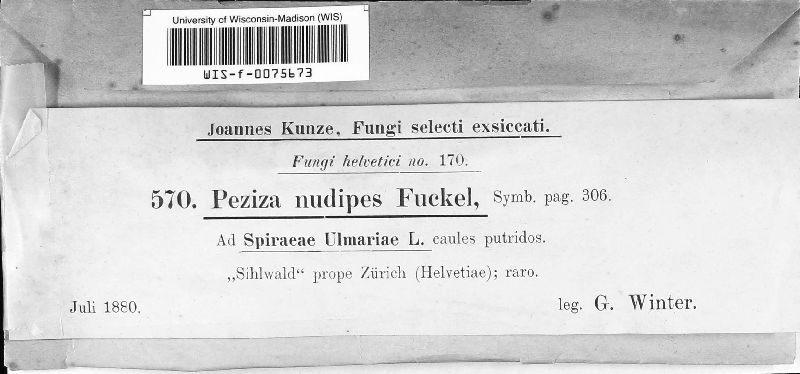 University of Wisconsin-Madison (WIS)
WIS-f-0075673
Joannes Kunze, Fungi selecti exsiccati.
Fungi helvetici no. 170.
570. Peziza nudipes Fuckel, Symb. pag. 306.
Ad Spiraeae Ulmariae L. caules putridos.
„Sihlwald“ prope Zürich (Helvetiae); raro.
Juli 1880. leg. G. Winter.